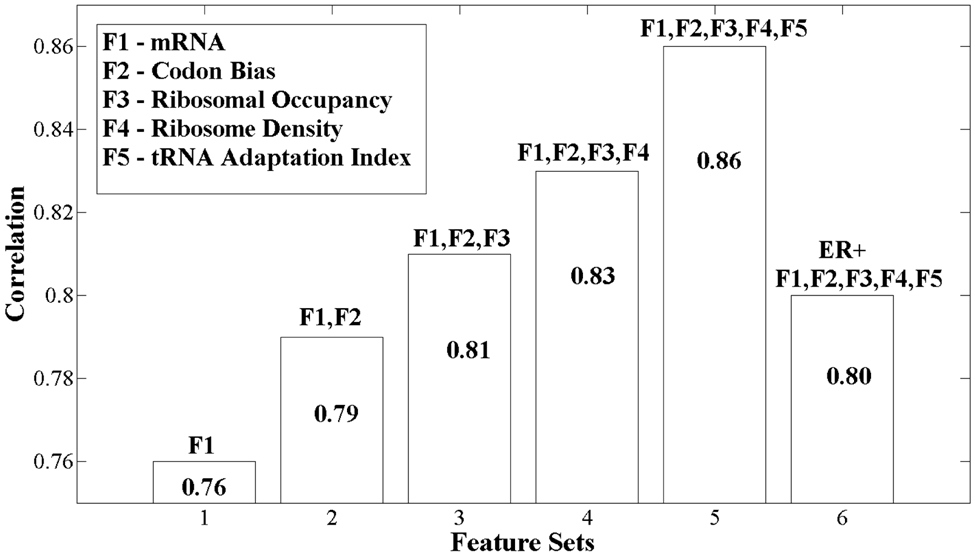 F1 - mRNA
F2 - Codon Bias
F3 - Ribosomal Occupancy
F4 - Ribosome Density
F5 - tRNA Adaptation Index
Correlation
0.86
0.84
0.82
0.8
0.78
0.76
F1
0.76
F1,F2
0.79
F1,F2,F3
0.81
F1,F2,F3,F4
0.83
F1,F2,F3,F4,F5
0.86
ER+
F1,F2,F3,F4,F5
0.80
1 2 3 4 5 6
Feature Sets